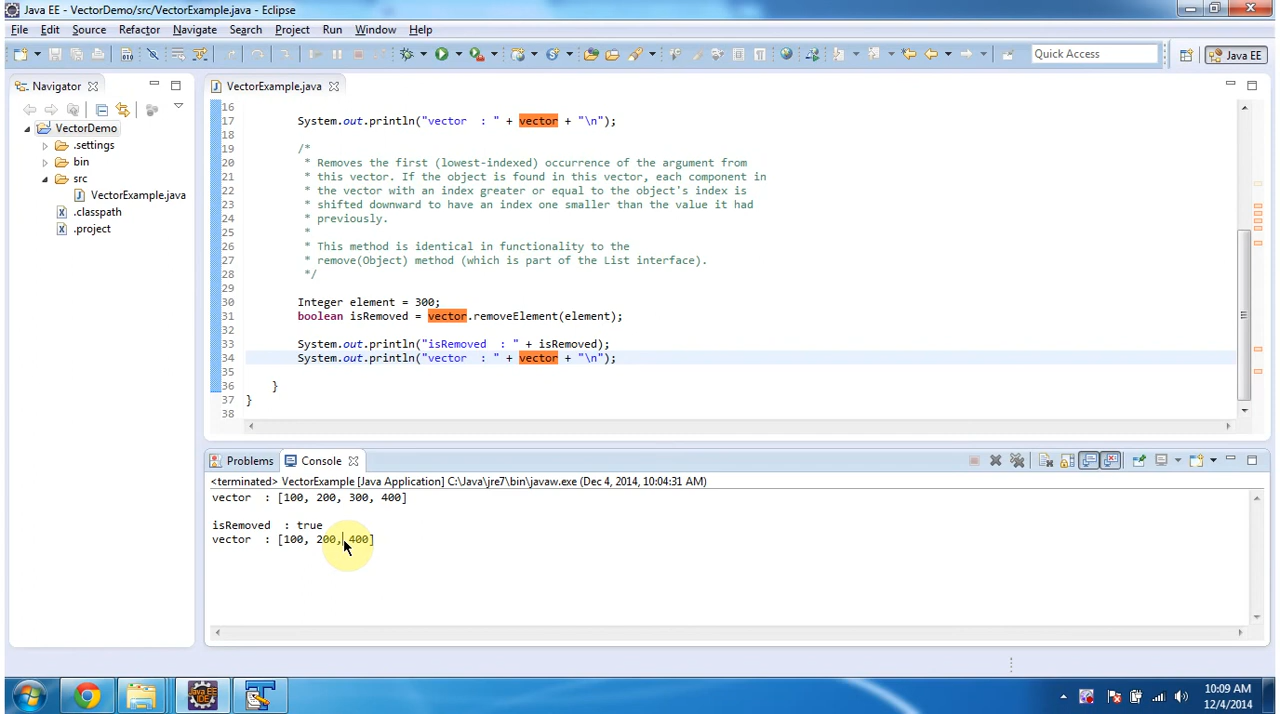 Java EE - VectorDemo/src/VectorExample.java - Eclipse
File Edit Source Refactor Navigate Search Project Run Window Help
Quick Access
Java EE
Navigator
VectorDemo
.settings
bin
src
VectorExample.java
.classpath
.project
VectorExample.java
16
17 System.out.println("vector : " + vector + "\n");
18
19 /*
20 * Removes the first (lowest-indexed) occurrence of the argument from
21 * this vector. If the object is found in this vector, each component in
22 * the vector with an index greater or equal to the object's index is
23 * shifted downward to have an index one smaller than the value it had
24 * previously.
25 *
26 * This method is identical in functionality to the
27 * remove(Object) method (which is part of the List interface).
28 */
29
30 Integer element = 300;
31 boolean isRemoved = vector.removeElement(element);
32
33 System.out.println("isRemoved : " + isRemoved);
34 System.out.println("vector : " + vector + "\n");
35
36 }
37 }
38
Problems Console
<terminated> VectorExample [Java Application] C:\Java\jre7\bin\javaw.exe (Dec 4, 2014, 10:04:31 AM)
vector : [100, 200, 300, 400]
isRemoved : true
vector : [100, 200, 400]
Java EE
IDE
10:09 AM
12/4/2014